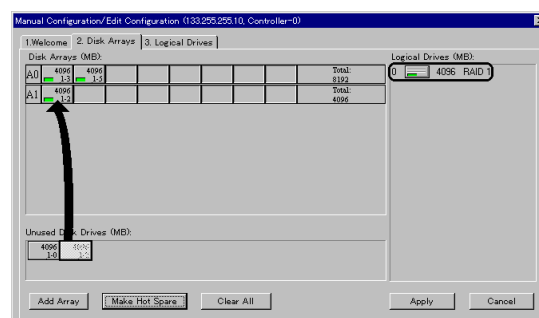 Manual Configuration/Edit Configuration (133.255.255.10, Controller-0)
1.Welcome 2. Disk Arrays 3. Logical Drives
Disk Arrays (MB):
Logical Drives (MB):
A0 4096 1-3 4096 1-5 Total: 8192
0 4096 RAID 1
A1 4096 1-2 Total: 4096
Unused Disk Drives (MB):
4096 4096
1-0
Add Array Make Hot Spare Clear All Apply Cancel